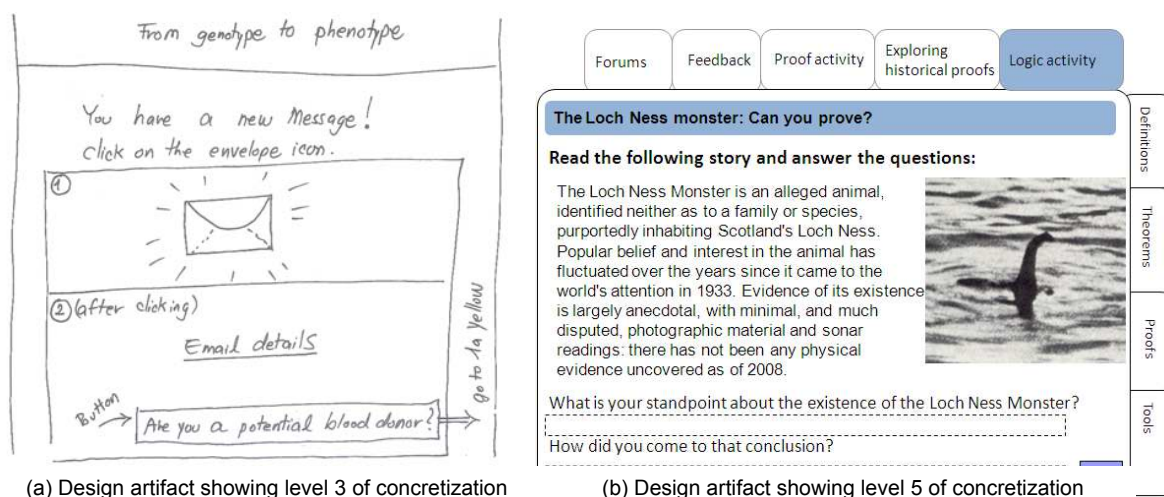 From genotype to phenotype
You have a new Message!
click on the envelope icon.
1
2 (after clicking)
Email details
Button
Are you a potential blood donor?
go to 1a yellow
(a) Design artifact showing level 3 of concretization
Forums
Feedback
Proof activity
Exploring
historical proofs
Logic activity
The Loch Ness monster: Can you prove?
Read the following story and answer the questions:
The Loch Ness Monster is an alleged animal,
identified neither as to a family or species,
purportedly inhabiting Scotland's Loch Ness.
Popular belief and interest in the animal has
fluctuated over the years since it came to the
world's attention in 1933. Evidence of its existence
is largely anecdotal, with minimal, and much
disputed, photographic material and sonar
readings: there has not been any physical
evidence uncovered as of 2008.
What is your standpoint about the existence of the Loch Ness Monster?
How did you come to that conclusion?
Definitions
Theorems
Proofs
Tools
(b) Design artifact showing level 5 of concretization